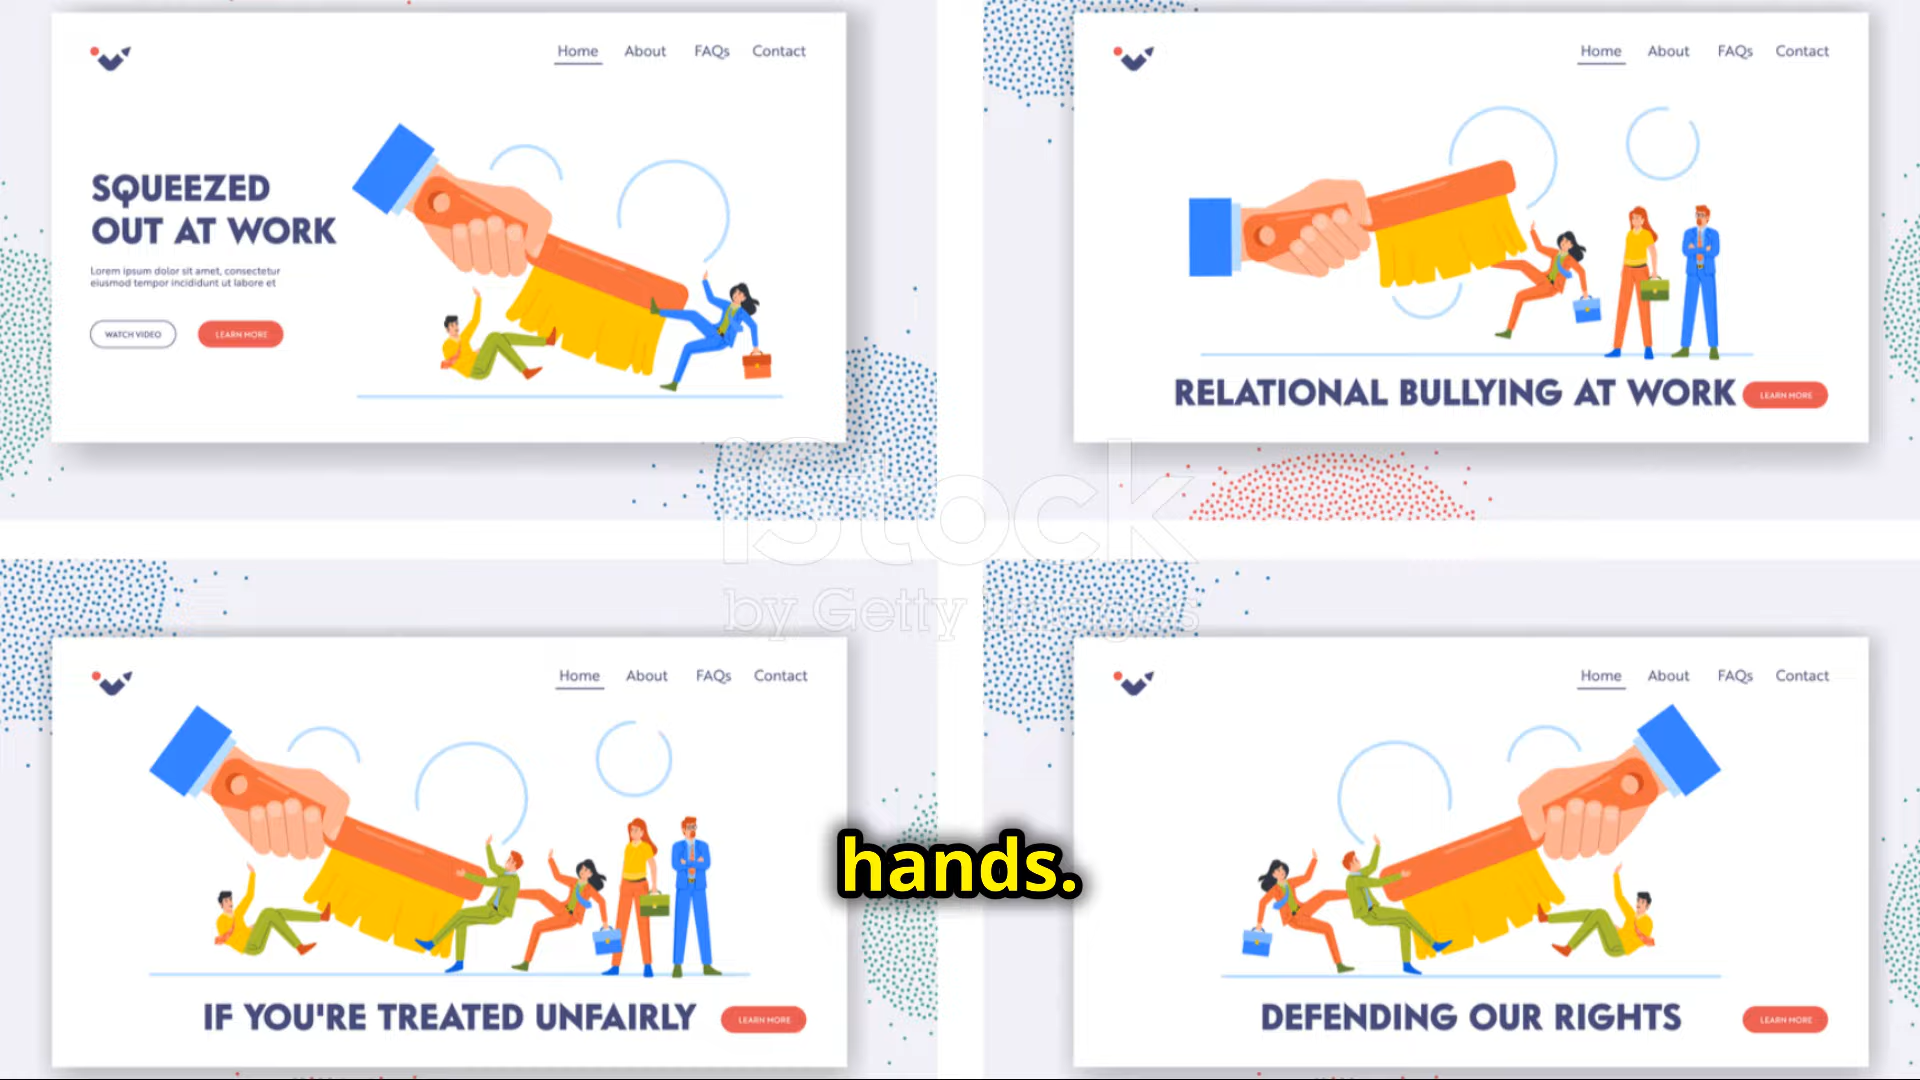 Home About FAQs Contact
SQUEEZED
OUT AT WORK
Lorem ipsum dolor sit amet, consectetur
eiusmod tempor incididunt ut labore et
WATCH VIDEO LEARN MORE
Home About FAQs Contact
RELATIONAL BULLYING AT WORK LEARN MORE
iStock
by Getty Images
Home About FAQs Contact
IF YOU'RE TREATED UNFAIRLY LEARN MORE
Home About FAQs Contact
DEFENDING OUR RIGHTS LEARN MORE
hands.